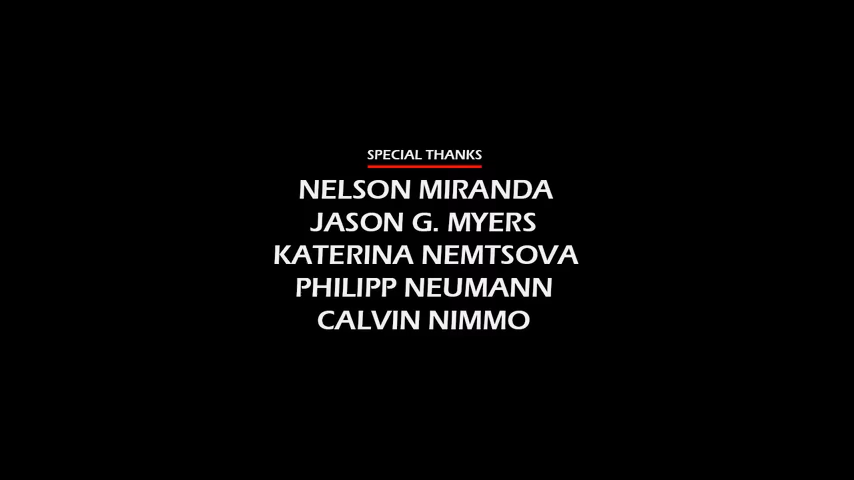 SPECIAL THANKS
NELSON MIRANDA
JASON G. MYERS
KATERINA NEMTSOVA
PHILIPP NEUMANN
CALVIN NIMMO